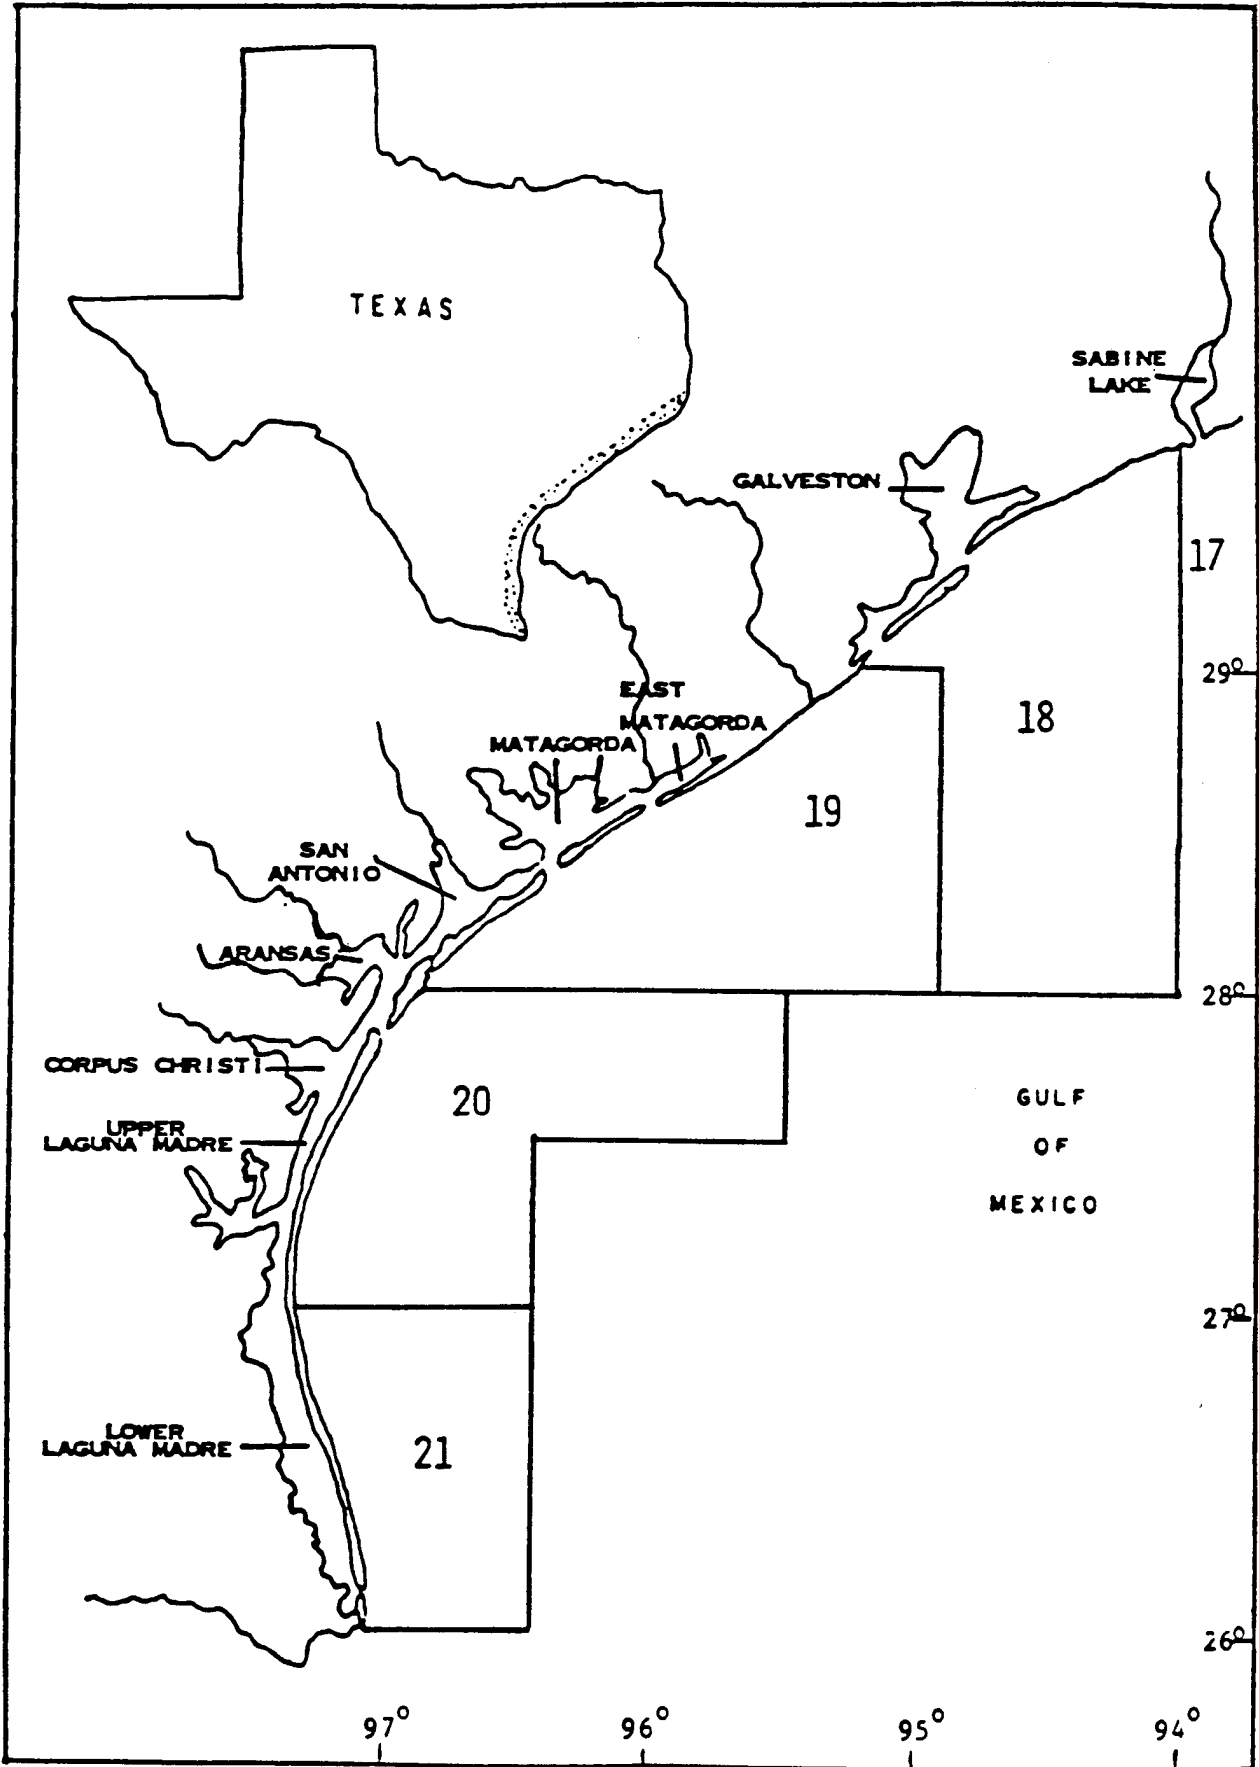 TEXAS
SABINE
LAKE
GALVESTON
17
29°
EAST
MATAGORDA
MATAGORDA
18
19
SAN
ANTONIO
ARANSAS
28°
CORPUS CHRISTI
20
GULF
OF
MEXICO
UPPER
LAGUNA MADRE
27°
LOWER
LAGUNA MADRE
21
26°
97°
96°
95°
94°